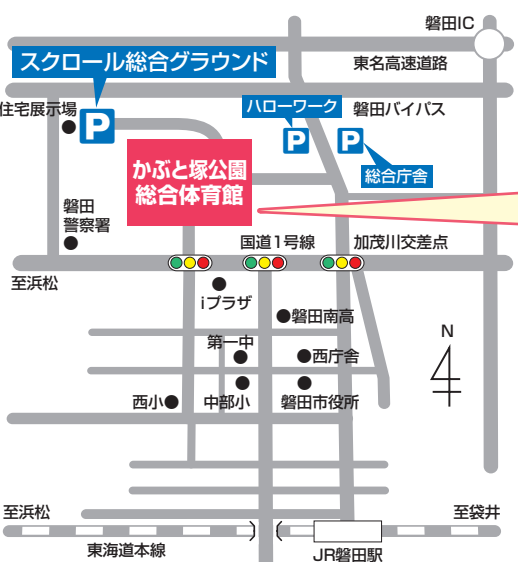 磐田IC
スクロール総合グラウンド
東名高速道路
住宅展示場
P
ハローワーク
磐田バイパス
P
P
かぶと塚公園
総合体育館
総合庁舎
磐田
警察署
国道1号線
加茂川交差点
至浜松
iプラザ
磐田南高
N
第一中
西庁舎
西小
中部小
磐田市役所
至浜松
至袋井
東海道本線
JR磐田駅